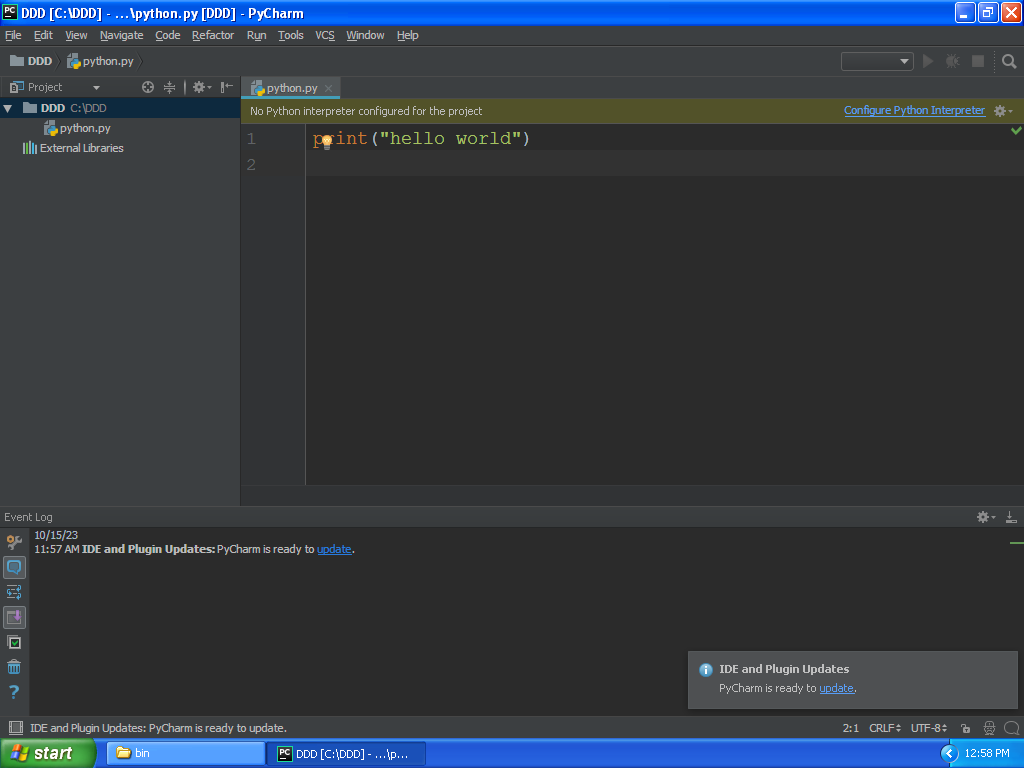 PC DDD [C:\DDD] - ...\python.py [DDD] - PyCharm
File Edit View Navigate Code Refactor Run Tools VCS Window Help
DDD python.py
Project
python.py
DDD C:\DDD
python.py
External Libraries
No Python interpreter configured for the project Configure Python Interpreter
1 print("hello world")
2
Event Log
10/15/23
11:57 AM IDE and Plugin Updates: PyCharm is ready to update.
IDE and Plugin Updates
PyCharm is ready to update.
?
IDE and Plugin Updates: PyCharm is ready to update. 2:1 CRLF UTF-8
start bin PC DDD [C:\DDD] - ...\p... 12:58 PM